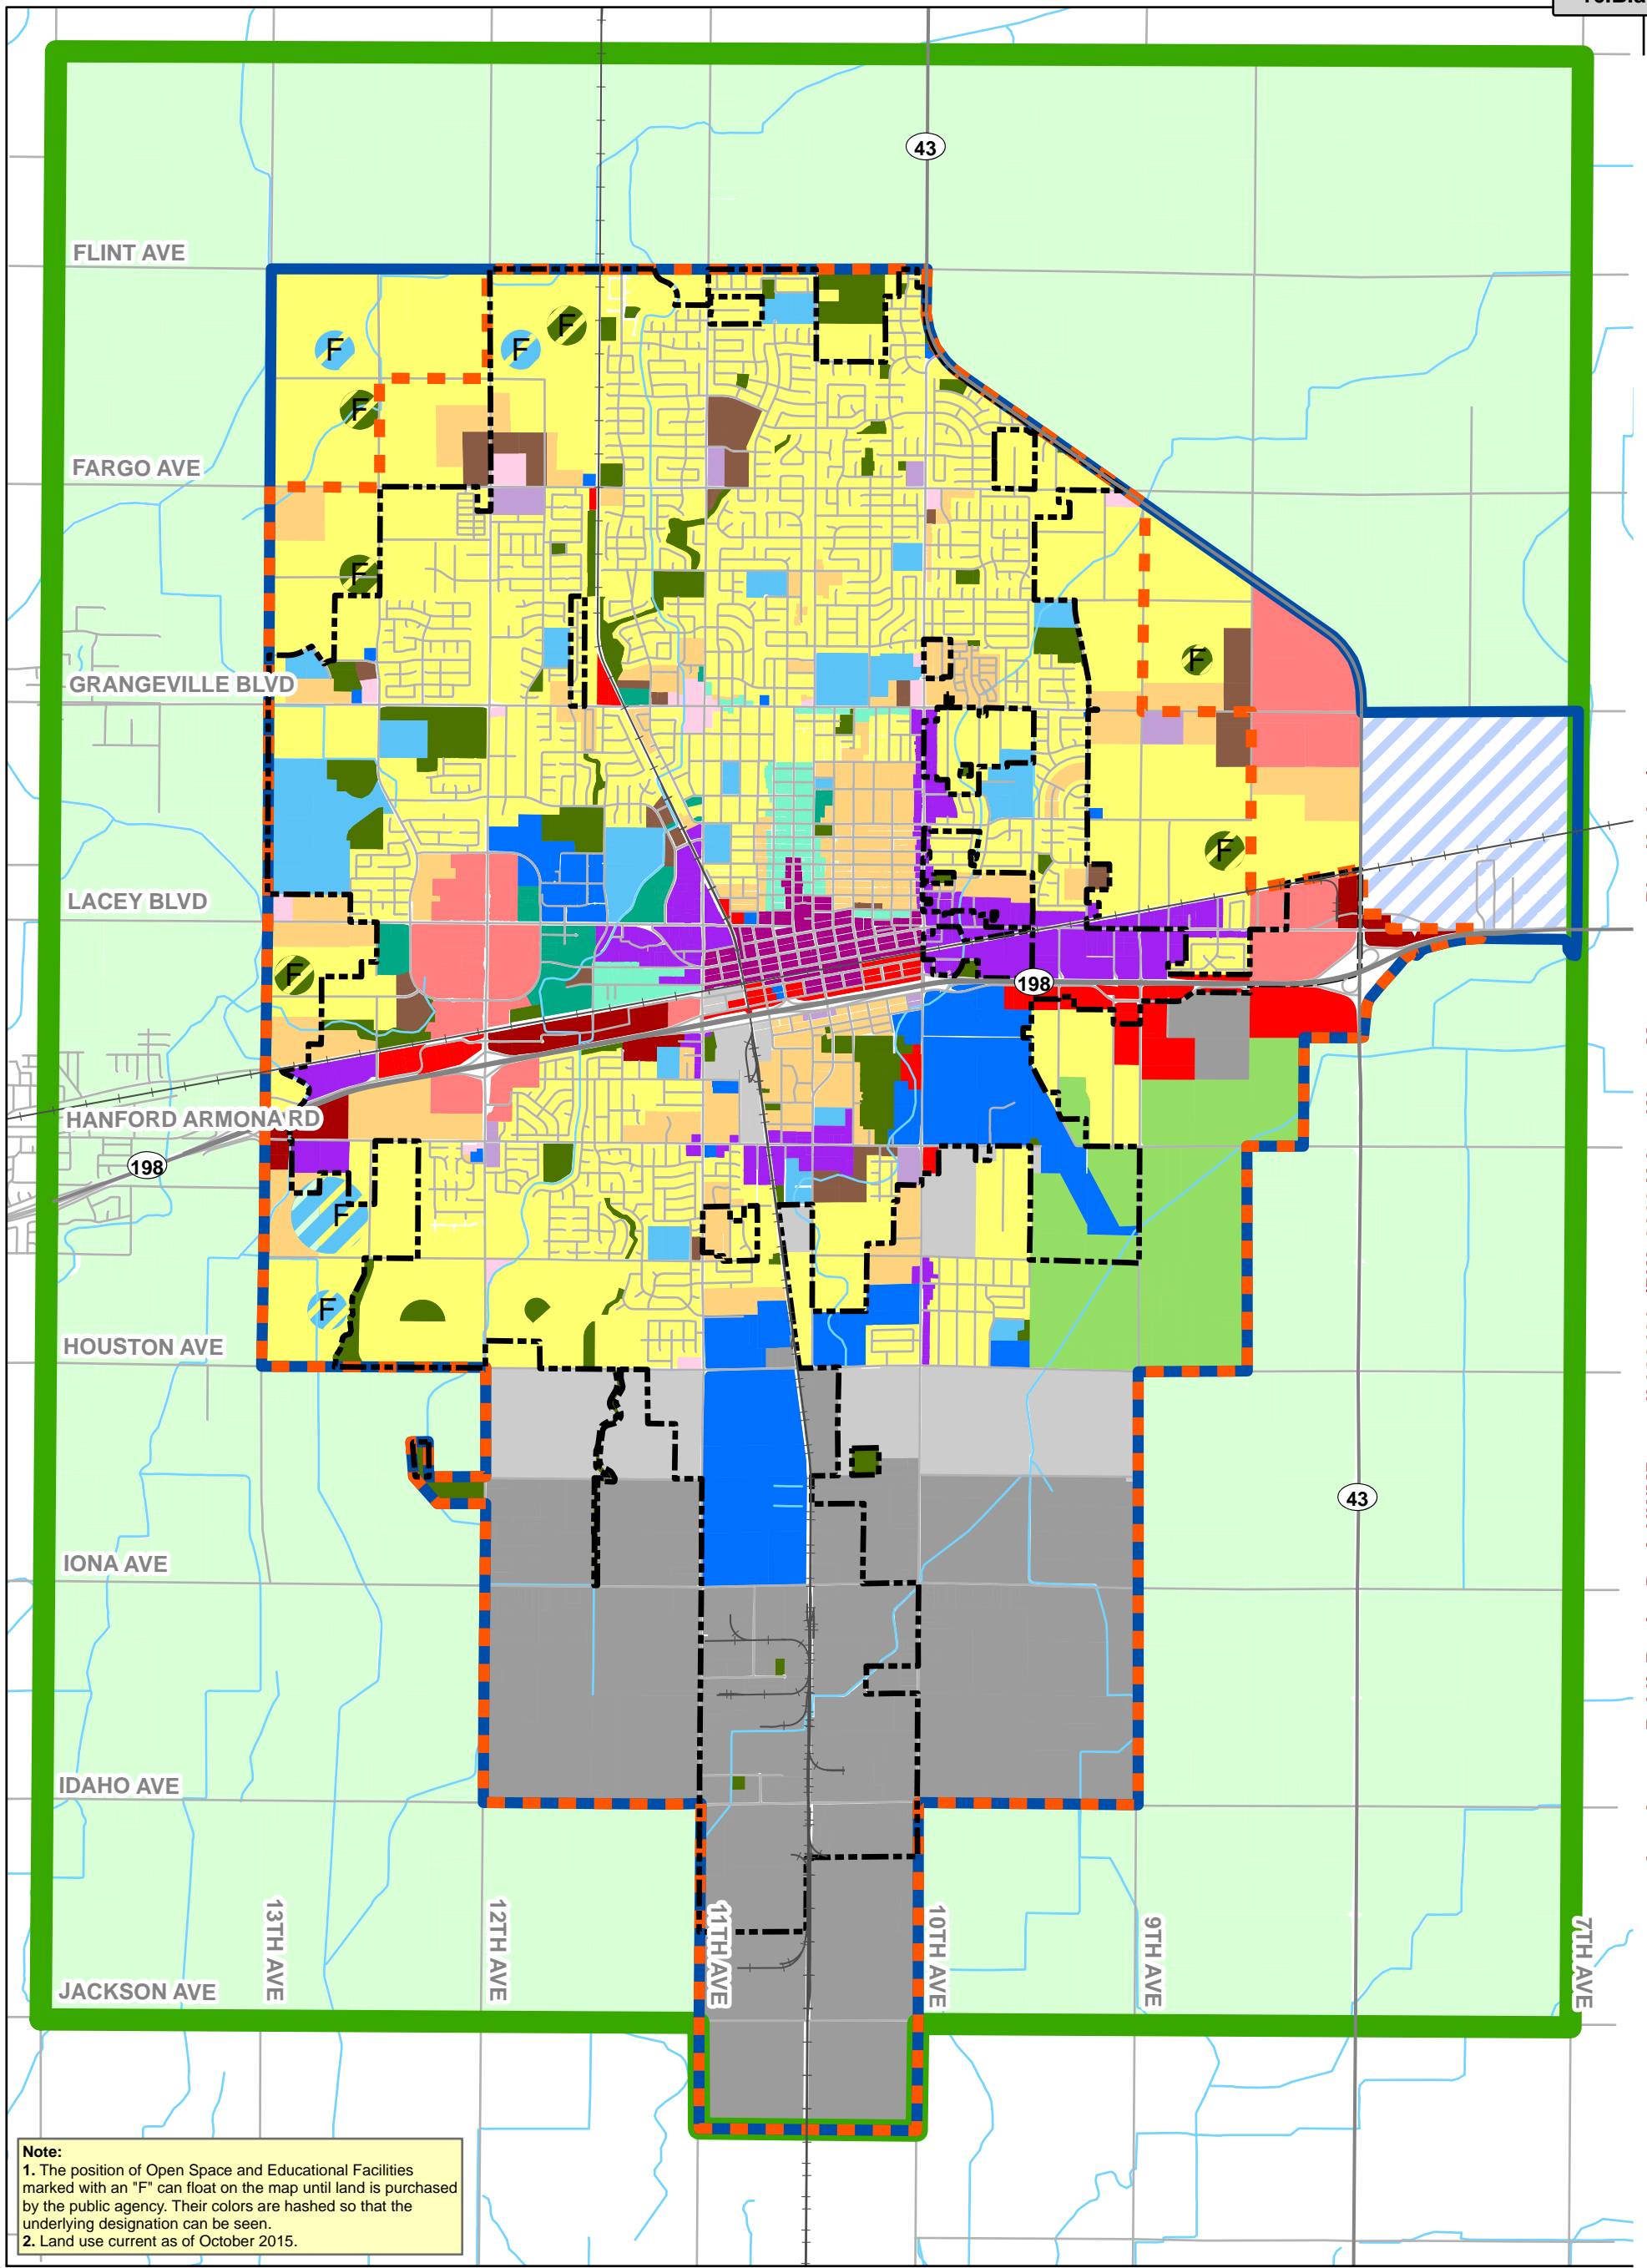 43
FLINT AVE
F
F
F
F
FARGO AVE
F
F
GRANGEVILLE BLVD
F
LACEY BLVD
F
198
HANFORD ARMONA RD
198
F
F
HOUSTON AVE
43
IONA AVE
IDAHO AVE
13TH AVE
12TH AVE
11TH AVE
10TH AVE
9TH AVE
7TH AVE
JACKSON AVE
Note:
1. The position of Open Space and Educational Facilities
marked with an "F" can float on the map until land is purchased
by the public agency. Their colors are hashed so that the
underlying designation can be seen.
2. Land use current as of October 2015.